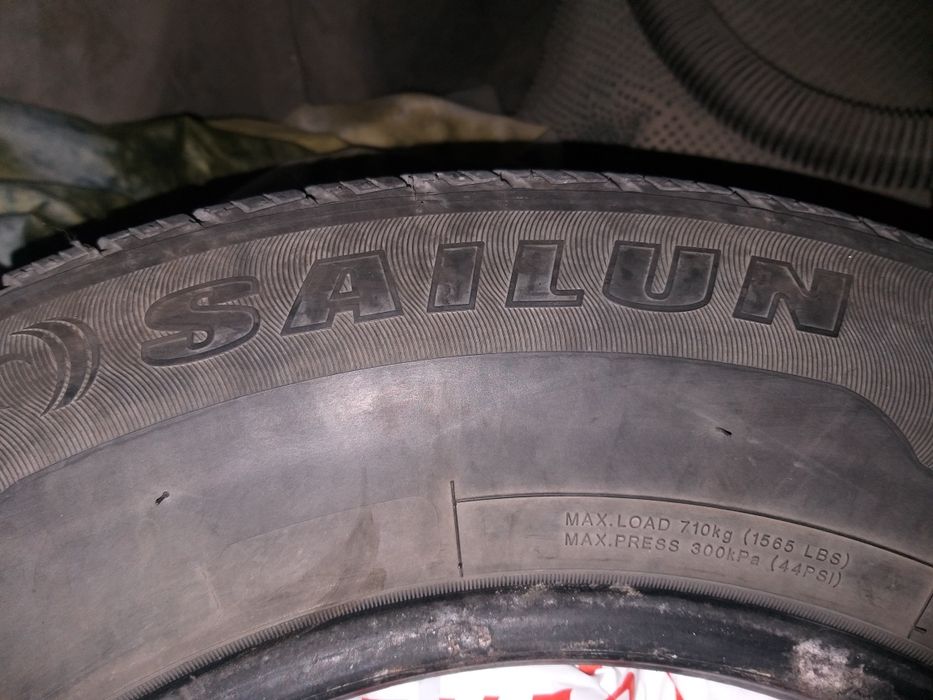 SAILUN
MAX.LOAD 710kg (1565 LBS)
MAX.PRESS 300kPa (44PSI)